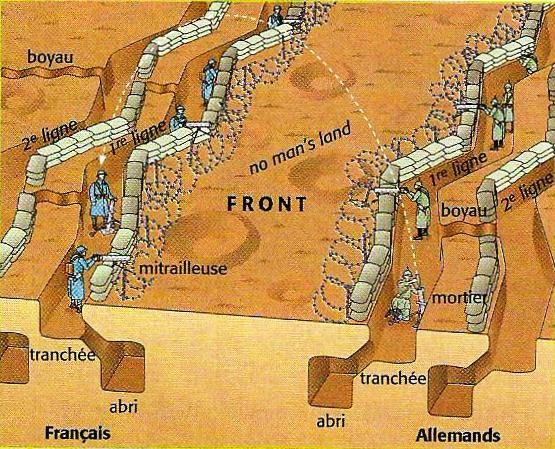 boyau
2e ligne
1re ligne
no man's land
FRONT
1re ligne
2e ligne
boyau
mitrailleuse
mortier
tranchée
abri
tranchée
abri
Français
Allemands